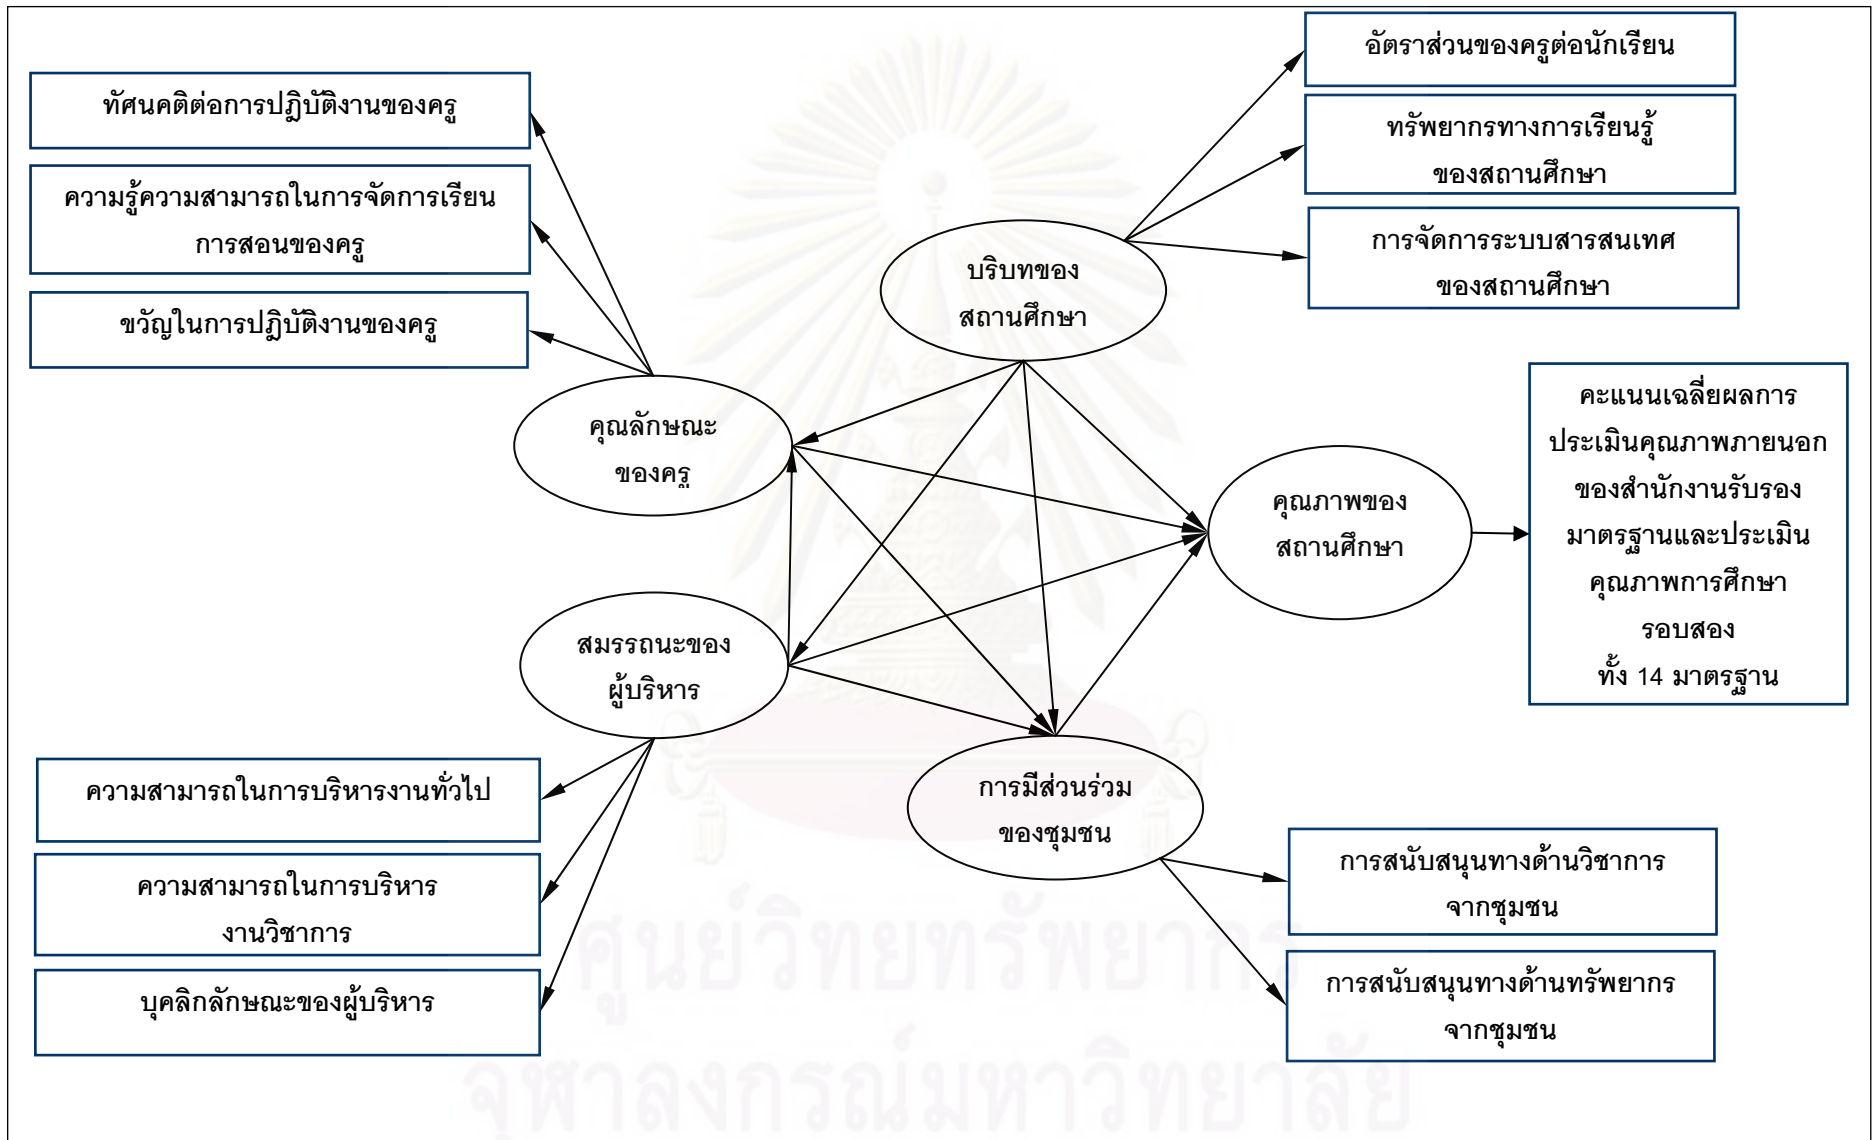 อัตราส่วนของครูต่อนักเรียน
ทัศนคติต่อการปฎิบัติงานของครู
ทรัพยากรทางการเรียนรู้
ของสถานศึกษา
ความรู้ความสามารถในการจัดการเรียน
การสอนของครู
การจัดการระบบสารสนเทศ
ของสถานศึกษา
บริบทของ
สถานศึกษา
ขวัญในการปฎิบัติงานของครู
คุณลักษณะ
ของครู
คะแนนเฉลี่ยผลการ
ประเมินคุณภาพภายนอก
ของสำนักงานรับรอง
มาตรฐานและประเมิน
คุณภาพการศึกษา
รอบสอง
ทั้ง 14 มาตรฐาน
คุณภาพของ
สถานศึกษา
สมรรถนะของ
ผู้บริหาร
ความสามารถในการบริหารงานทั่วไป
การมีส่วนร่วม
ของชุมชน
ความสามารถในการบริหาร
งานวิชาการ
การสนับสนุนทางด้านวิชาการ
จากชุมชน
บุคลิกลักษณะของผู้บริหาร
การสนับสนุนทางด้านทรัพยากร
จากชุมชน
ศูนย์วิทยทรัพยากร
จุฬาลงกรณ์มหาวิทยาลัย